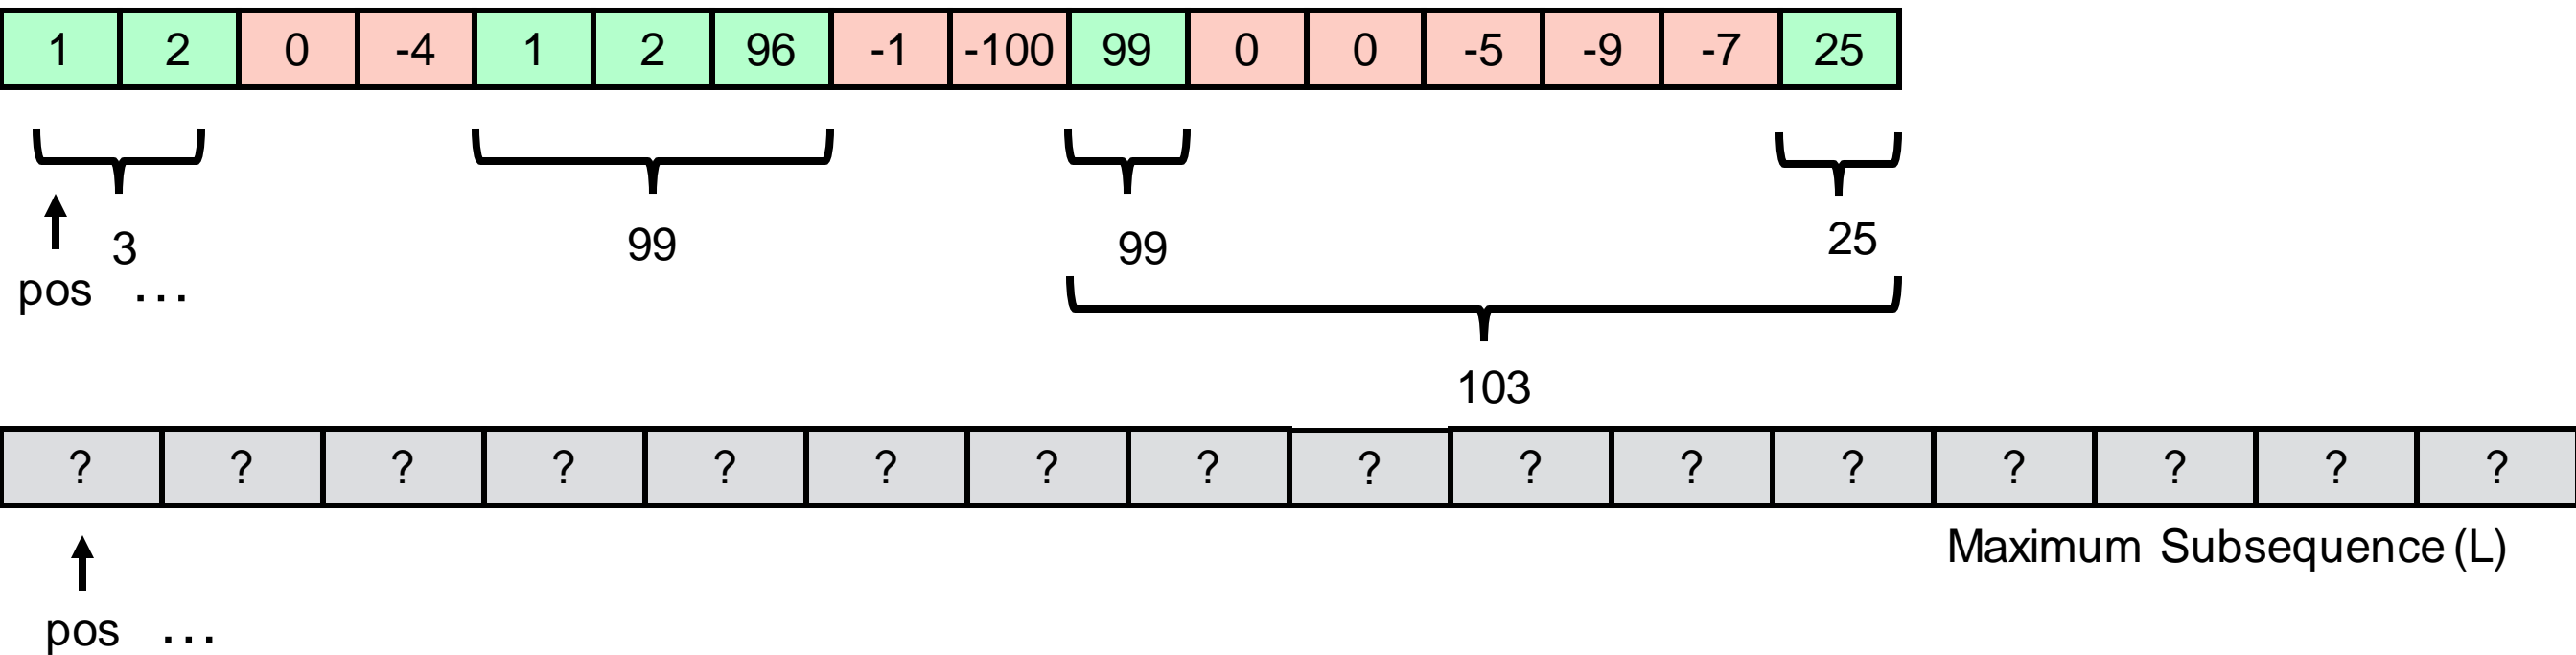 1 2 0 -4 1 2 96 -1 -100 99 0 0 -5 -9 -7 25
3 99 99 25
pos ...
103
? ? ? ? ? ? ? ? ? ? ? ? ? ? ? ?
Maximum Subsequence (L)
pos ...